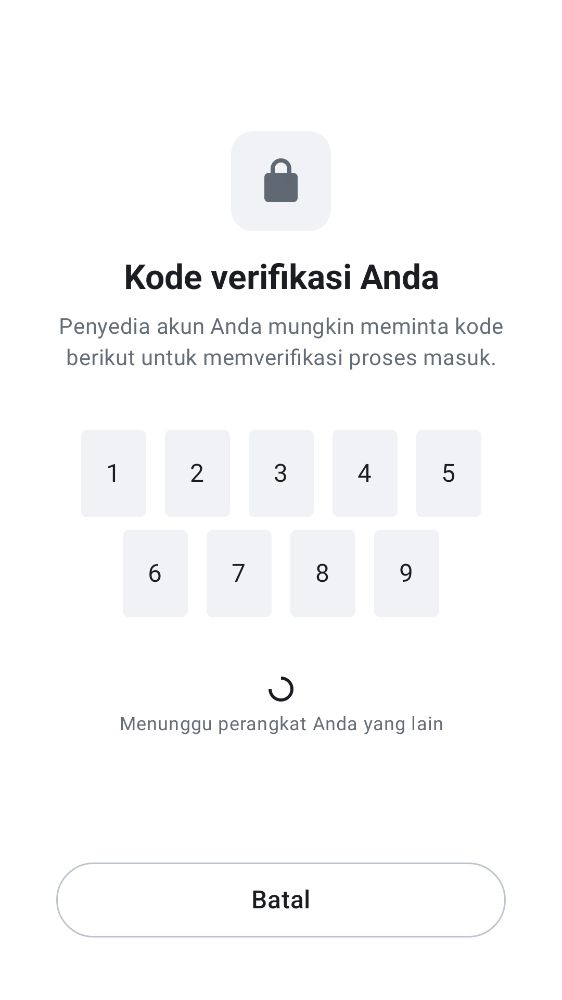 Kode verifikasi Anda
Penyedia akun Anda mungkin meminta kode
berikut untuk memverifikasi proses masuk.
1 2 3 4 5
6 7 8 9
Menunggu perangkat Anda yang lain
Batal